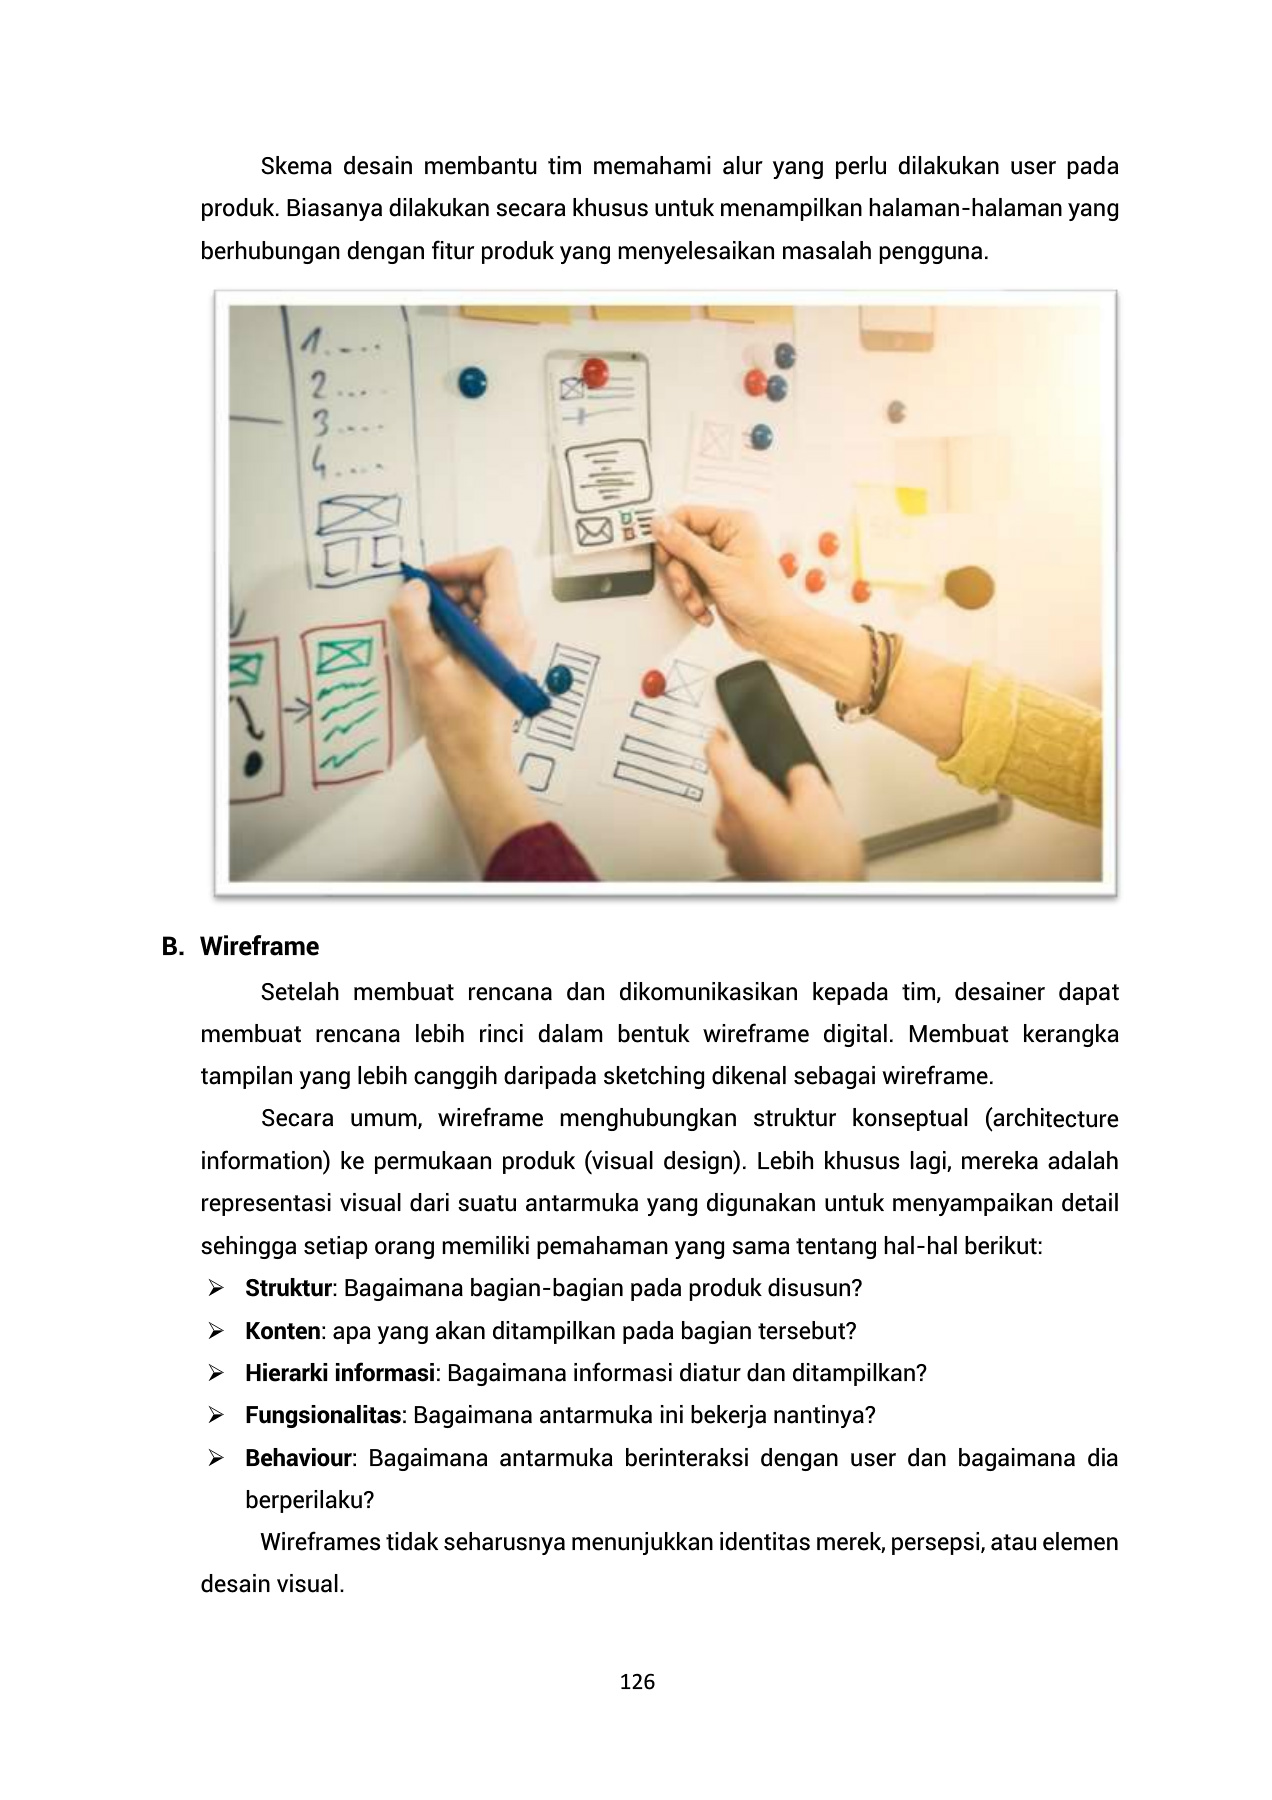 Skema desain membantu tim memahami alur yang perlu dilakukan user pada
produk. Biasanya dilakukan secara khusus untuk menampilkan halaman-halaman yang
berhubungan dengan fitur produk yang menyelesaikan masalah pengguna.
1....
2....
3....
4....
B. Wireframe
Setelah membuat rencana dan dikomunikasikan kepada tim, desainer dapat
membuat rencana lebih rinci dalam bentuk wireframe digital. Membuat kerangka
tampilan yang lebih canggih daripada sketching dikenal sebagai wireframe.
Secara umum, wireframe menghubungkan struktur konseptual (architecture
information) ke permukaan produk (visual design). Lebih khusus lagi, mereka adalah
representasi visual dari suatu antarmuka yang digunakan untuk menyampaikan detail
sehingga setiap orang memiliki pemahaman yang sama tentang hal-hal berikut:
➢ Struktur: Bagaimana bagian-bagian pada produk disusun?
➢ Konten: apa yang akan ditampilkan pada bagian tersebut?
➢ Hierarki informasi: Bagaimana informasi diatur dan ditampilkan?
➢ Fungsionalitas: Bagaimana antarmuka ini bekerja nantinya?
➢ Behaviour: Bagaimana antarmuka berinteraksi dengan user dan bagaimana dia
berperilaku?
Wireframes tidak seharusnya menunjukkan identitas merek, persepsi, atau elemen
desain visual.
126